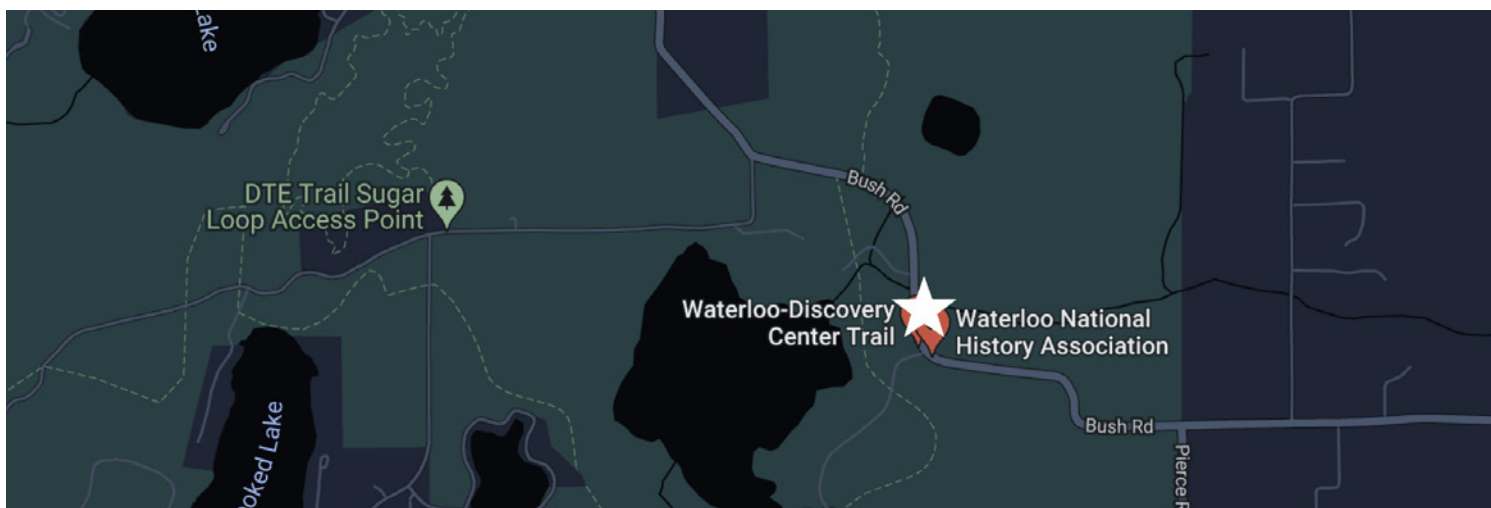 Lake
Bush Rd
DTE Trail Sugar
Loop Access Point
Waterloo-Discovery
Center Trail
Waterloo National
History Association
Bush Rd
oked Lake
Pierce R